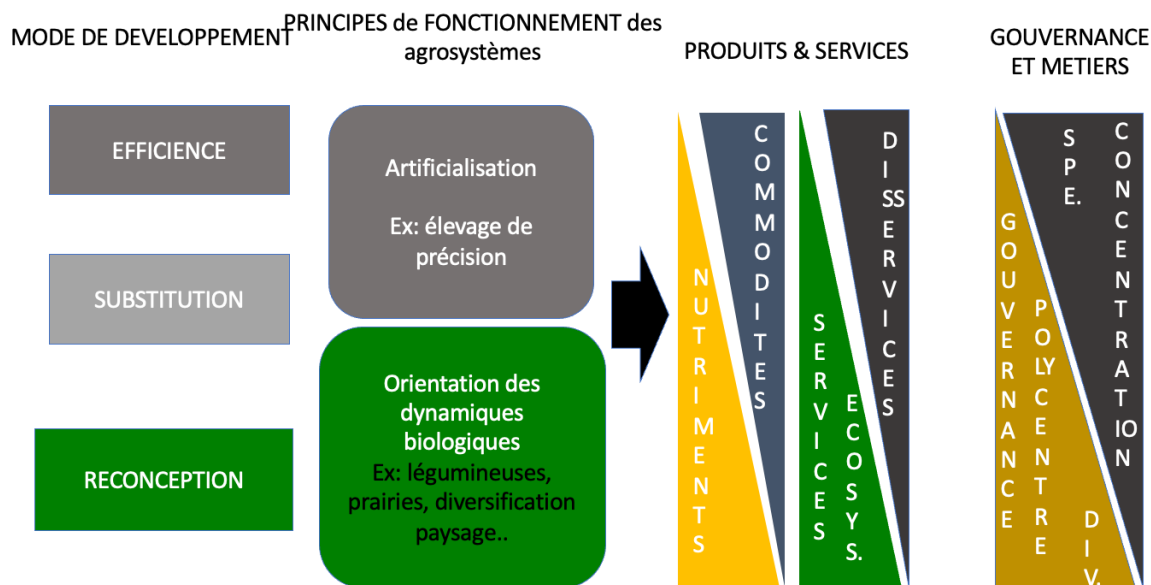 MODE DE DEVELOPPEMENT
PRINCIPES de FONCTIONNEMENT des
agrosystèmes
PRODUITS & SERVICES
GOUVERNANCE
ET METIERS
EFFICIENCE
SUBSTITUTION
RECONCEPTION
Artificialisation
Ex: élevage de
précision
Orientation des
dynamiques
biologiques
Ex: légumineuses,
prairies, diversification
paysage..
NUTRIMENTS
COMMODITES
SERVICES
ECOSYS.
DISSERVICES
GOUVERNANCE
POLYCENTRE
DIV.
SPE.
CONCENTRATION